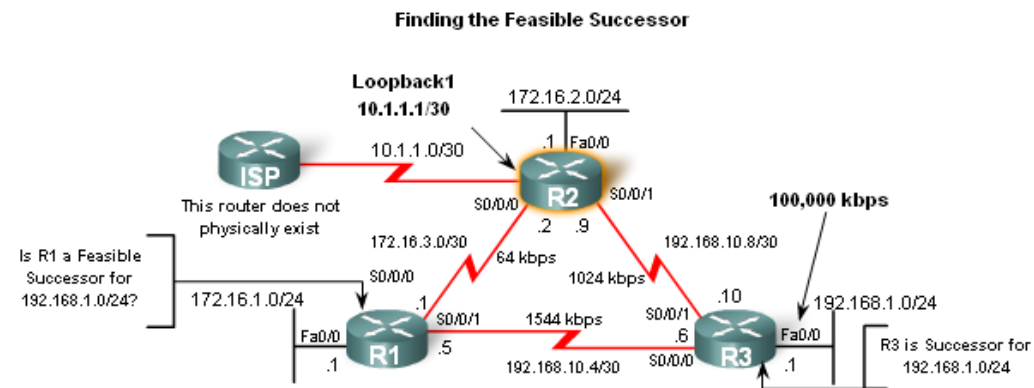 Finding the Feasible Successor
Loopback1
10.1.1.1/30
172.16.2.0/24
.1
Fa0/0
10.1.1.0/30
ISP
R2
S0/0/0
S0/0/1
.2
.9
This router does not
physically exist
100,000 kbps
172.16.3.0/30
64 kbps
192.168.10.8/30
1024 kbps
Is R1 a Feasible
Successor for
192.168.1.0/24?
S0/0/0
172.16.1.0/24
.1
.10
192.168.1.0/24
Fa0/0
.1
R1
S0/0/1
.5
1544 kbps
192.168.10.4/30
S0/0/1
.6
S0/0/0
R3
Fa0/0
.1
R3 is Successor for
192.168.1.0/24